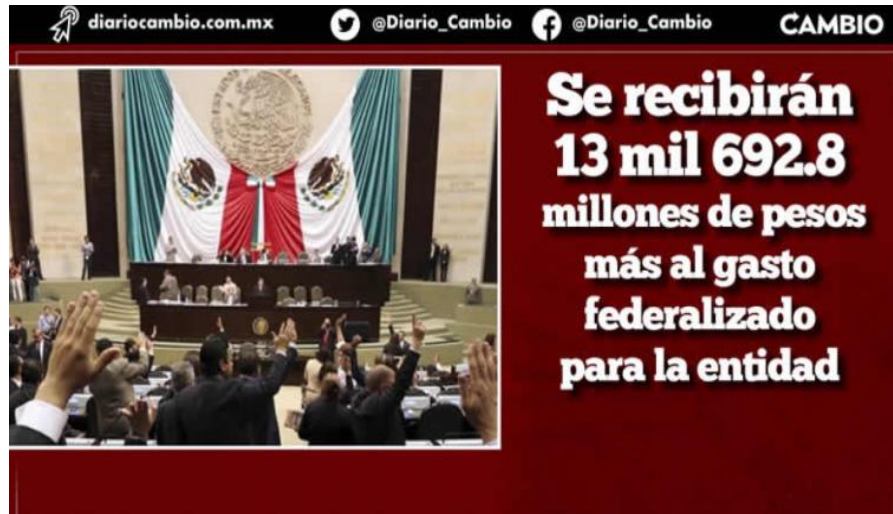 diariocambio.com.mx @Diario_Cambio @Diario_Cambio CAMBIO
Se recibirán
13 mil 692.8
millones de pesos
más al gasto
federalizado
para la entidad